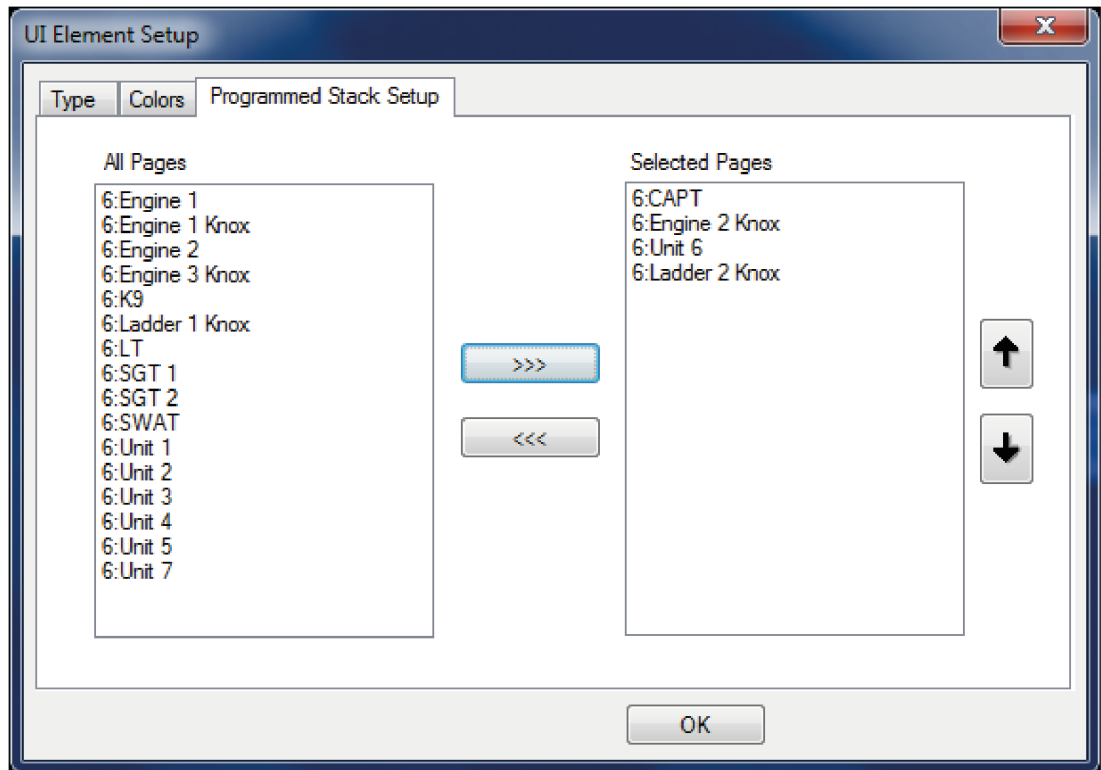 UI Element Setup
X
Type
Colors
Programmed Stack Setup
All Pages
6:Engine 1
6:Engine 1 Knox
6:Engine 2
6:Engine 3 Knox
6:K9
6:Ladder 1 Knox
6:LT
6:SGT 1
6:SGT 2
6:SWAT
6:Unit 1
6:Unit 2
6:Unit 3
6:Unit 4
6:Unit 5
6:Unit 7
>>>
<<<
Selected Pages
6:CAPT
6:Engine 2 Knox
6:Unit 6
6:Ladder 2 Knox
OK